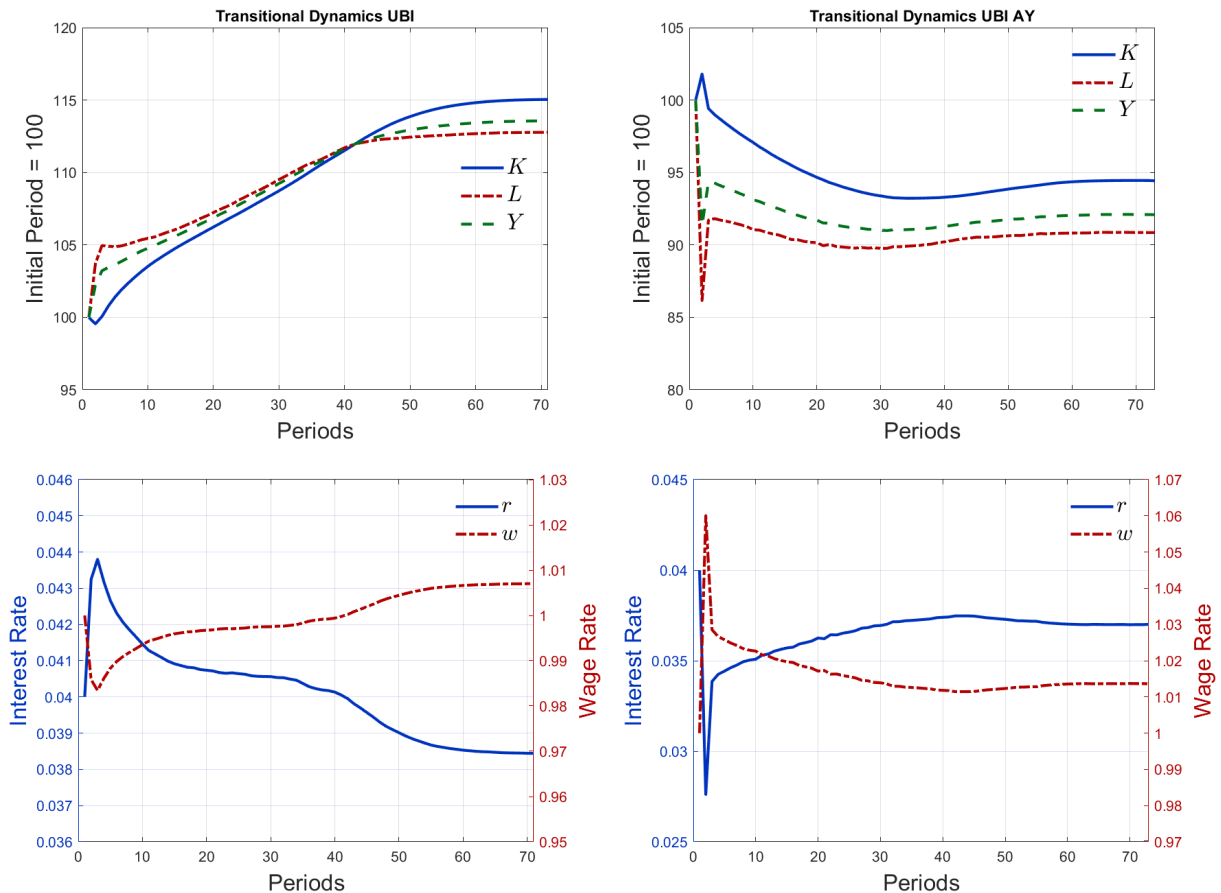 Transitional Dynamics UBI
120
115
110
105
100
95
Initial Period = 100
K
L
Y
0 10 20 30 40 50 60 70
Periods
Transitional Dynamics UBI AY
105
100
95
90
85
80
Initial Period = 100
K
L
Y
0 10 20 30 40 50 60 70
Periods
0.046
0.045
0.044
0.043
0.042
0.041
0.04
0.039
0.038
0.037
0.036
Interest Rate
r
w
1.03
1.02
1.01
1
0.99
0.98
0.97
0.96
0.95
Wage Rate
0 10 20 30 40 50 60 70
Periods
0.045
0.04
0.035
0.03
0.025
Interest Rate
r
w
1.07
1.06
1.05
1.04
1.03
1.02
1.01
1
0.99
0.98
0.97
Wage Rate
0 10 20 30 40 50 60 70
Periods